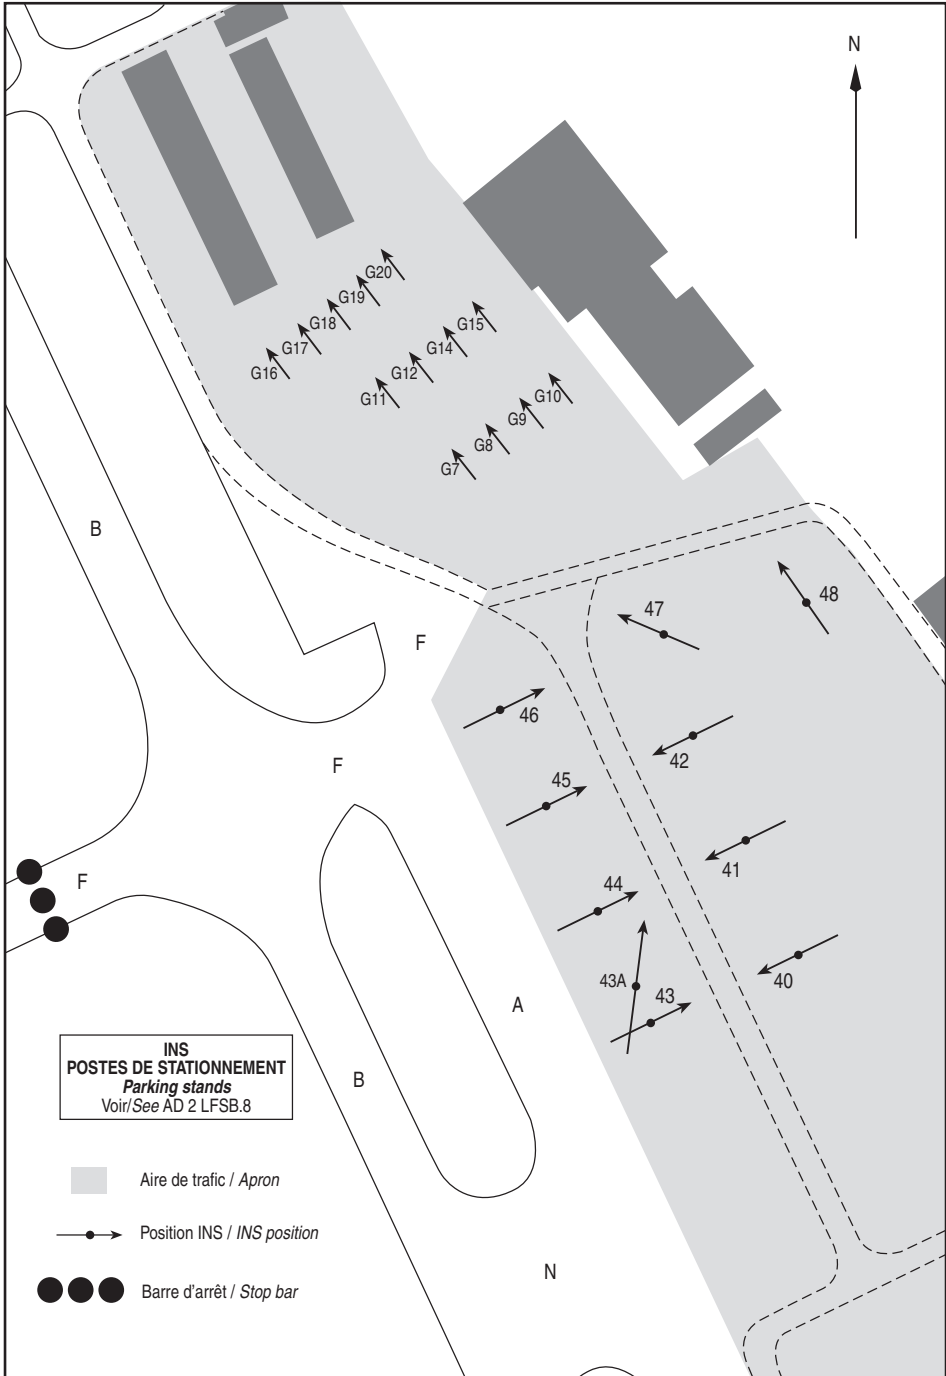 N
G20
G19
G18
G17
G16
G15
G14
G12
G11
G10
G9
G8
G7
B
48
47
F
46
42
F
45
41
F
44
40
43A
43
A
B
INS
POSTES DE STATIONNEMENT
Parking stands
Voir/See AD 2 LFSB.8
Aire de trafic / Apron
Position INS / INS position
Barre d'arrêt / Stop bar
N